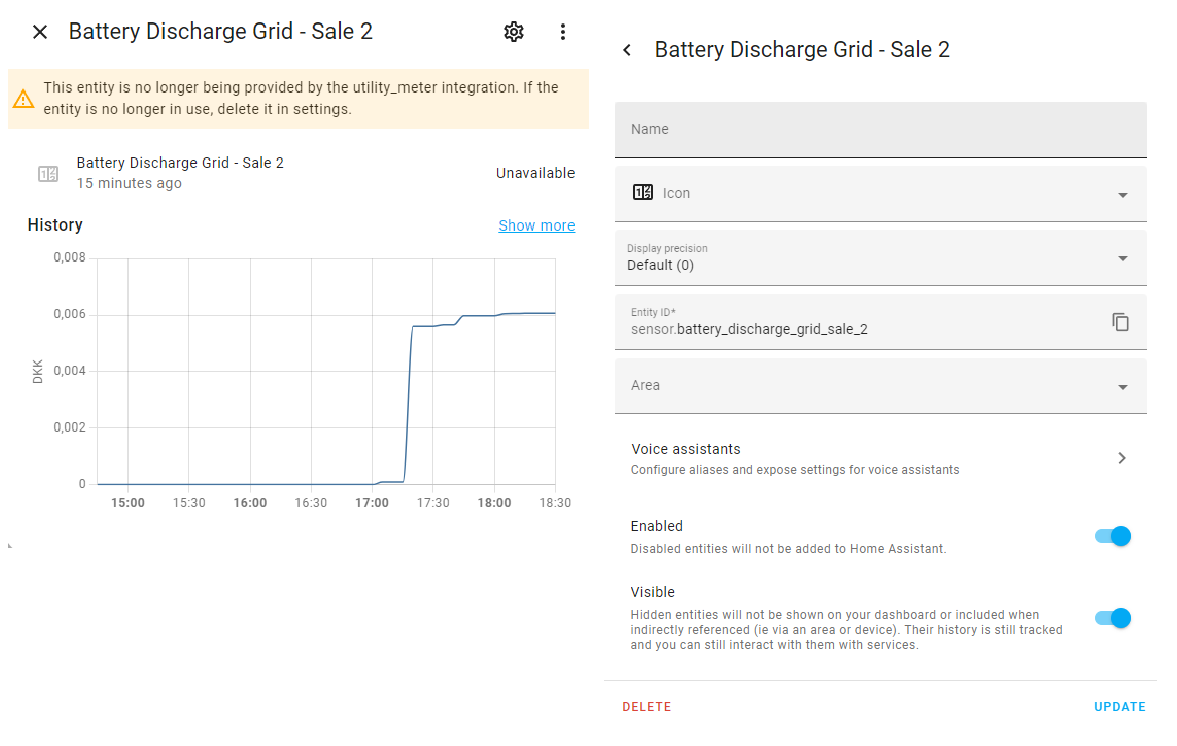 Battery Discharge Grid - Sale 2
This entity is no longer being provided by the utility_meter integration. If the
entity is no longer in use, delete it in settings.
Battery Discharge Grid - Sale 2
15 minutes ago
Unavailable
History
Show more
0,008
0,006
0,004
0,002
0
DKK
15:00
15:30
16:00
16:30
17:00
17:30
18:00
18:30
Battery Discharge Grid - Sale 2
Name
Icon
Display precision
Default (0)
Entity ID*
sensor.battery_discharge_grid_sale_2
Area
Voice assistants
Configure aliases and expose settings for voice assistants
Enabled
Disabled entities will not be added to Home Assistant.
Visible
Hidden entities will not be shown on your dashboard or included when
indirectly referenced (ie via an area or device). Their history is still tracked
and you can still interact with them with services.
DELETE
UPDATE